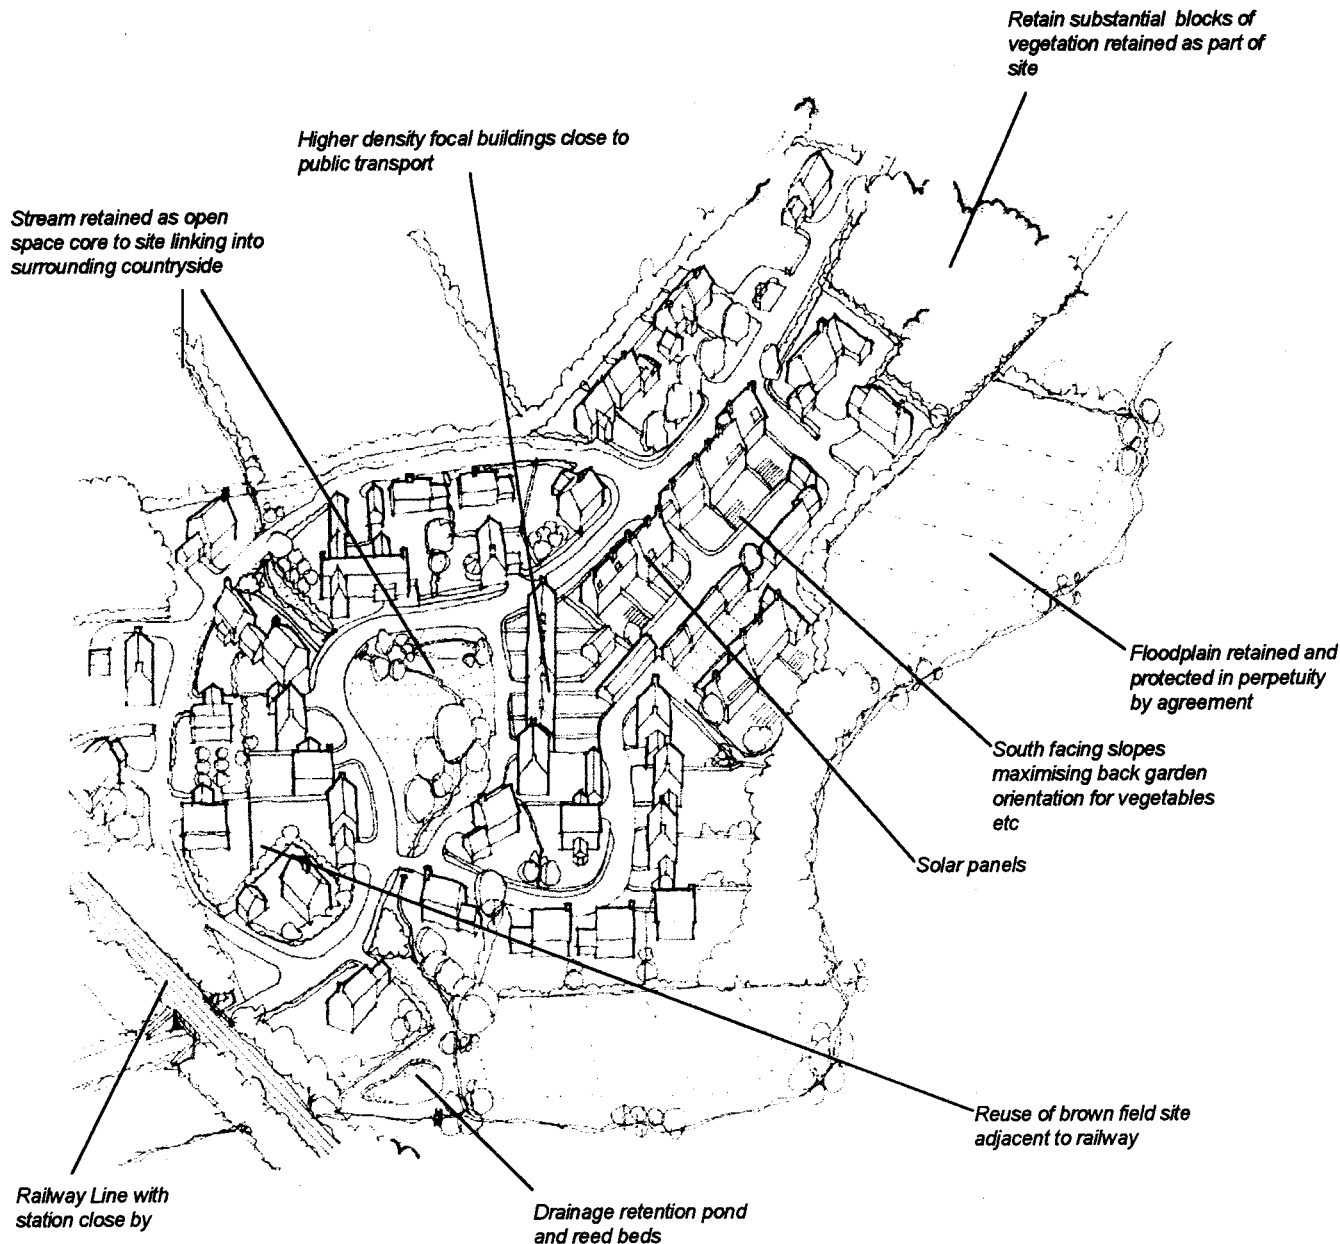 Retain substantial blocks of
vegetation retained as part of
site
Higher density focal buildings close to
public transport
Stream retained as open
space core to site linking into
surrounding countryside
Floodplain retained and
protected in perpetuity
by agreement
South facing slopes
maximising back garden
orientation for vegetables
etc
Solar panels
Reuse of brown field site
adjacent to railway
Railway Line with
station close by
Drainage retention pond
and reed beds